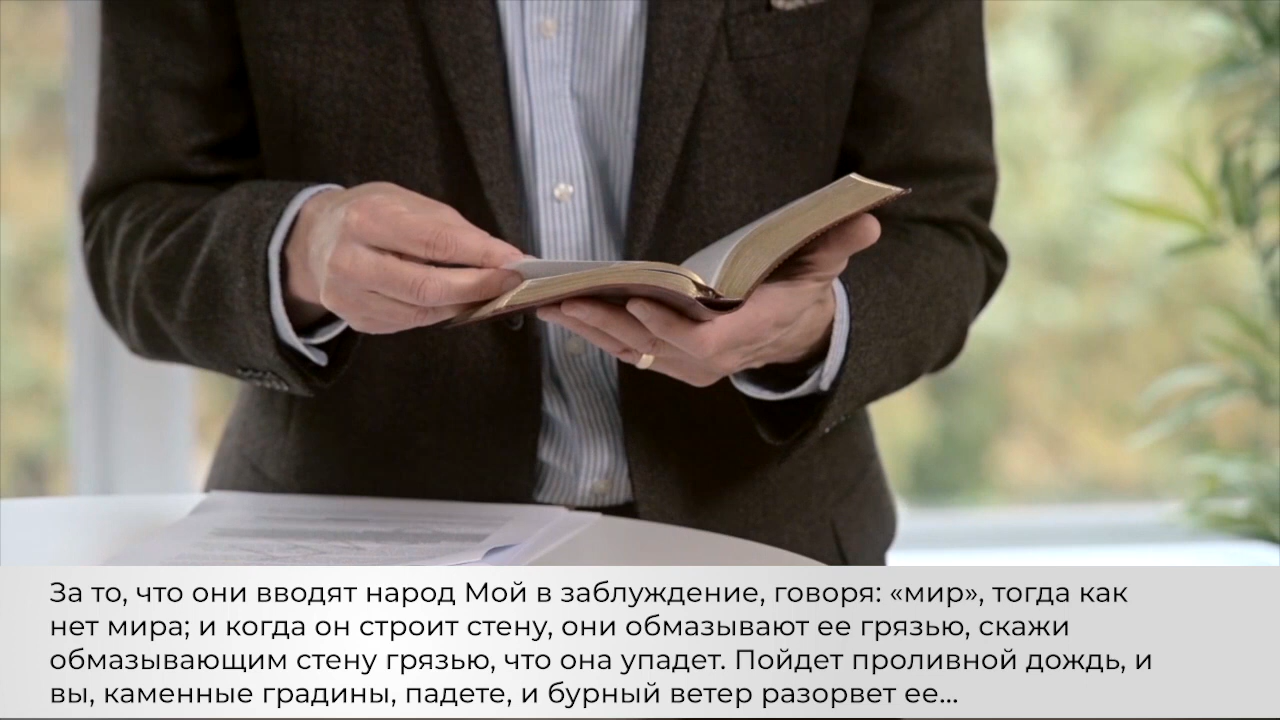 За то, что они вводят народ Мой в заблуждение, говоря: «мир», тогда как
нет мира; и когда он строит стену, они обмазывают ее грязью, скажи
обмазывающим стену грязью, что она упадет. Пойдет проливной дождь, и
вы, каменные градины, падете, и бурный ветер разорвет ее...